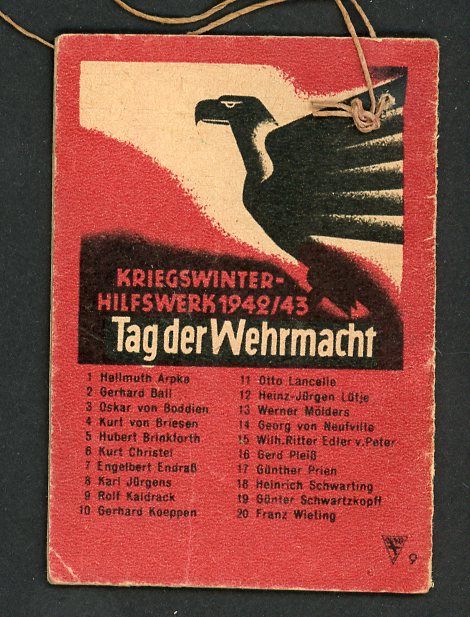 KRIEGSWINTER-
HILFSWERK 1942/43
Tag der Wehrmacht
1 Hellmuth Arpke
2 Gerhard Ball
3 Oskar von Boddien
4 Kurt von Briesen
5 Hubert Brinkforth
6 Kurt Christel
7 Engelbert Endraß
8 Karl Jürgens
9 Rolf Kaldrack
10 Gerhard Koeppen
11 Otto Lancelle
12 Heinz-Jürgen Lütje
13 Werner Mölders
14 Georg von Neufville
15 Wilh. Ritter Edler v. Peter
16 Gerd Pleiß
17 Günther Prien
18 Heinrich Schwarting
19 Günter Schwartzkopff
20 Franz Wieting
9